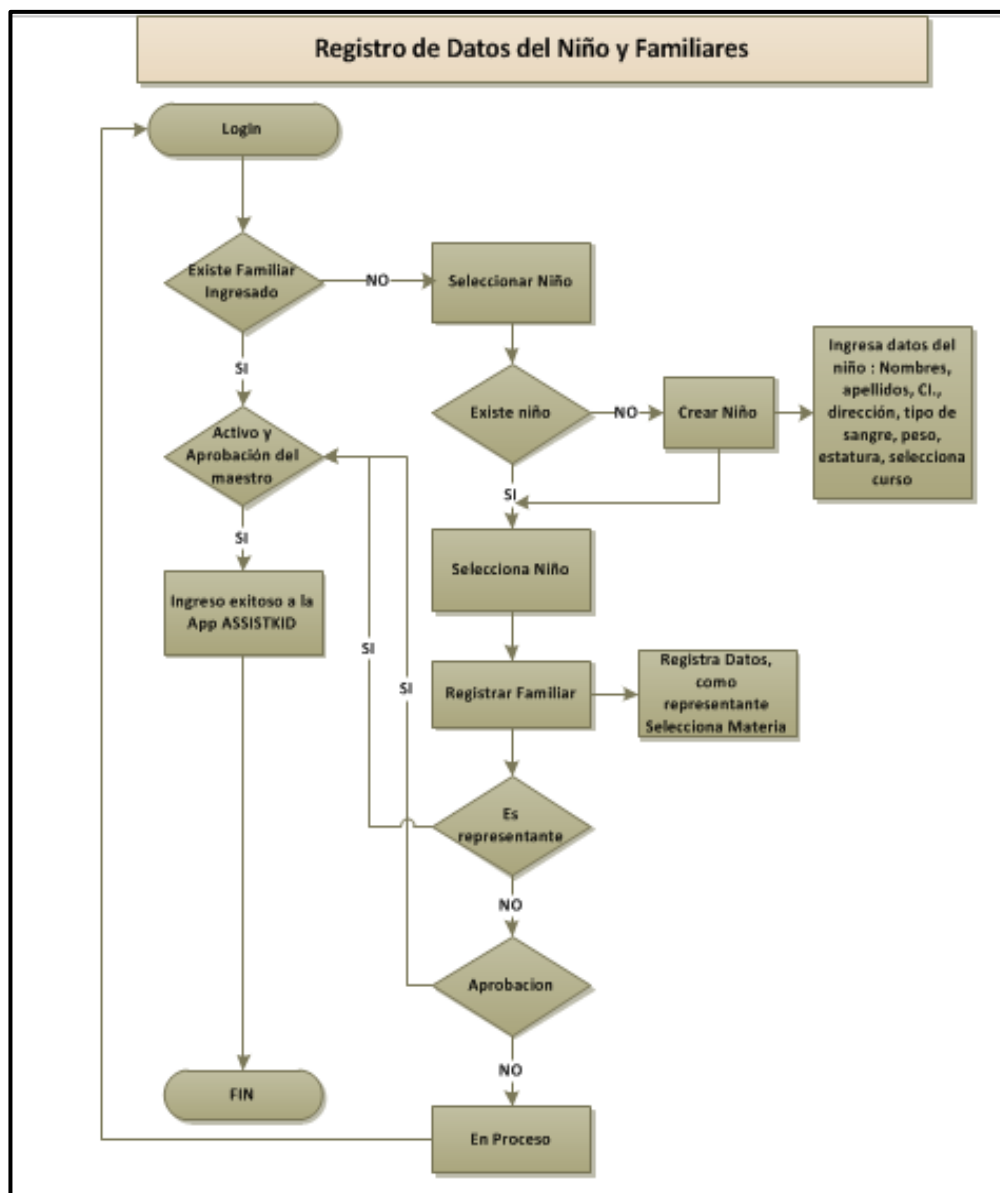 Registro de Datos del Niño y Familiares
Login
Existe Familiar
Ingresado
NO
Seleccionar Niño
SI
Existe niño
NO
Crear Niño
Ingresa datos del
niño : Nombres,
apellidos, CI.,
dirección, tipo de
sangre, peso,
estatura, selecciona
curso
Activo y
Aprobación del
maestro
SI
SI
Selecciona Niño
Ingreso exitoso a la
App ASSISTKID
SI
SI
Registrar Familiar
Registra Datos,
como
representante
Selecciona Materia
Es
representante
NO
Aprobacion
NO
FIN
En Proceso